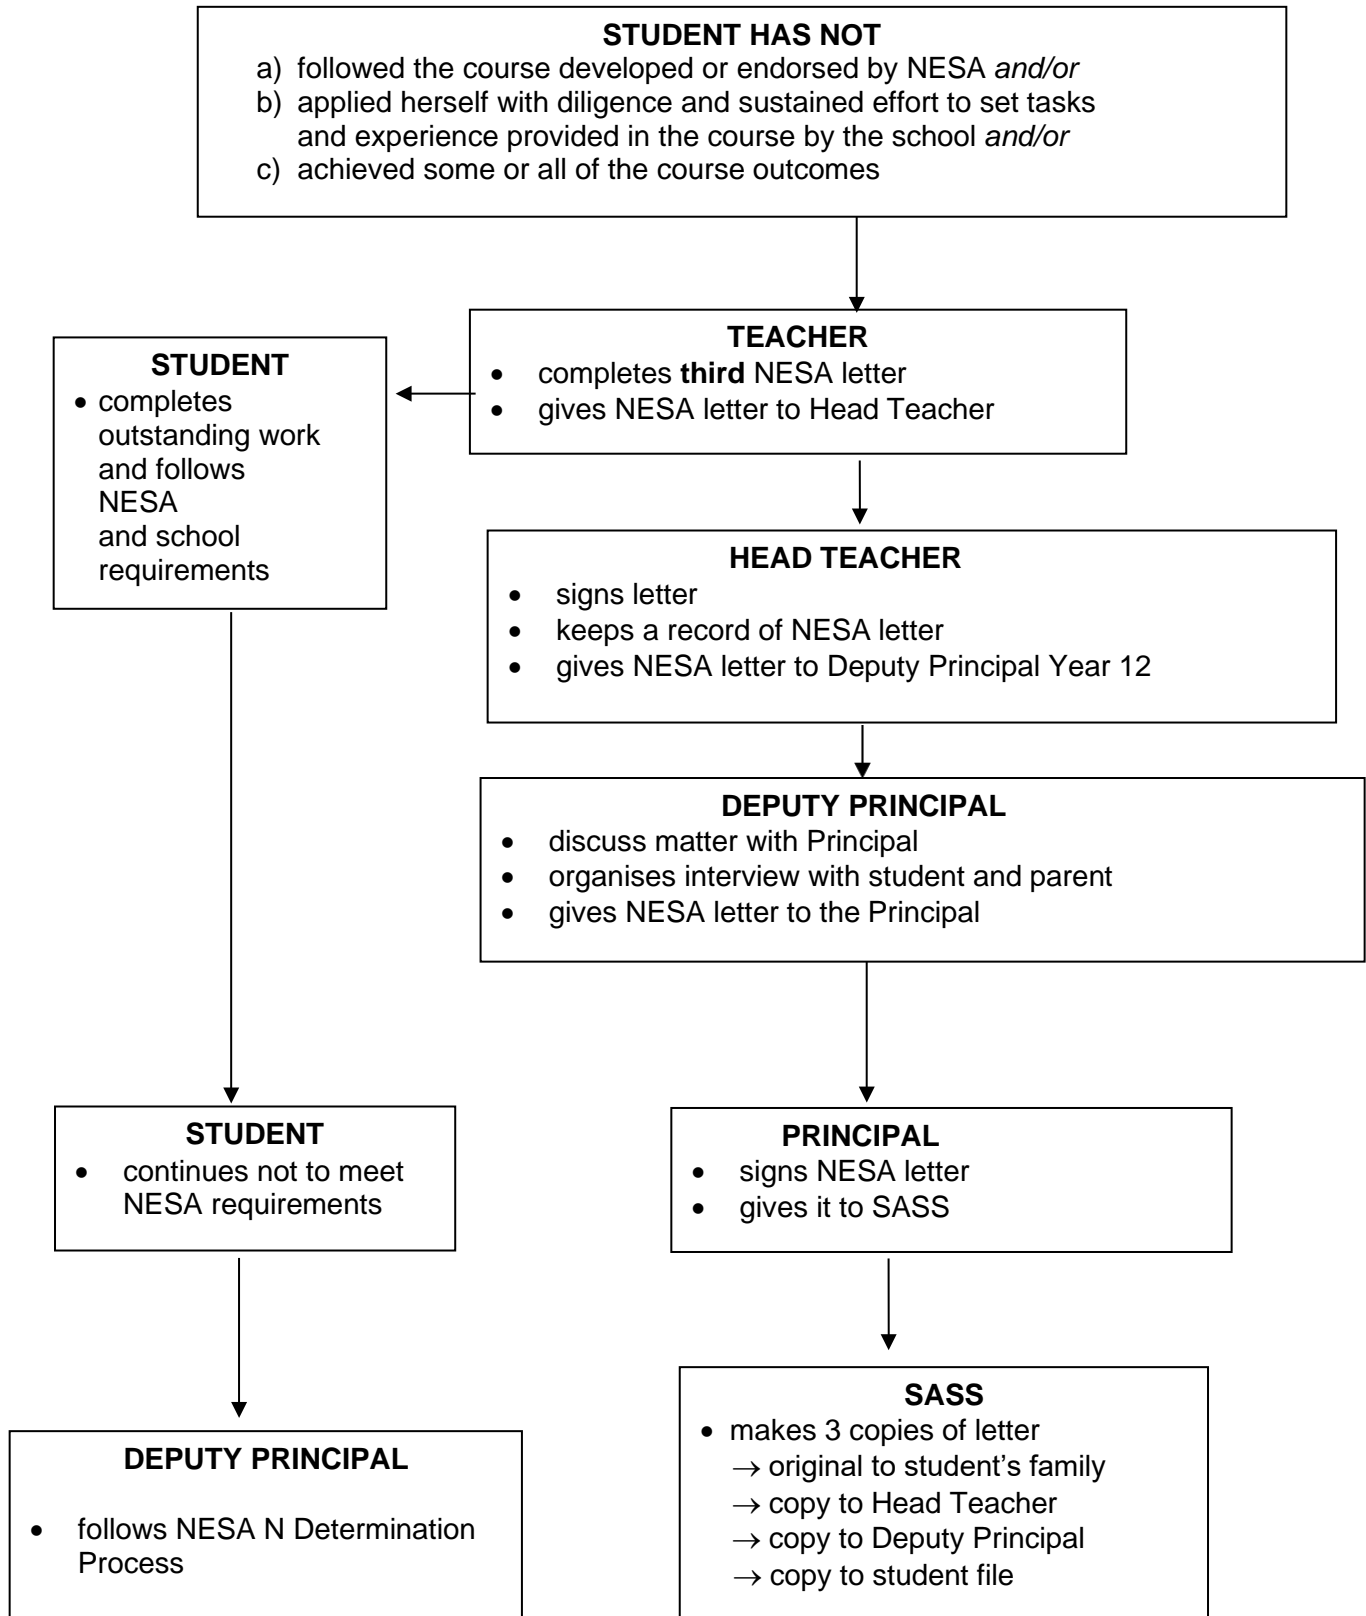 STUDENT HAS NOT
a) followed the course developed or endorsed by NESA and/or
b) applied herself with diligence and sustained effort to set tasks
and experience provided in the course by the school and/or
c) achieved some or all of the course outcomes
TEACHER
• completes third NESA letter
• gives NESA letter to Head Teacher
STUDENT
• completes
outstanding work
and follows
NESA
and school
requirements
HEAD TEACHER
• signs letter
• keeps a record of NESA letter
• gives NESA letter to Deputy Principal Year 12
DEPUTY PRINCIPAL
• discuss matter with Principal
• organises interview with student and parent
• gives NESA letter to the Principal
STUDENT
• continues not to meet
NESA requirements
PRINCIPAL
• signs NESA letter
• gives it to SASS
DEPUTY PRINCIPAL
• follows NESA N Determination
Process
SASS
• makes 3 copies of letter
→ original to student’s family
→ copy to Head Teacher
→ copy to Deputy Principal
→ copy to student file